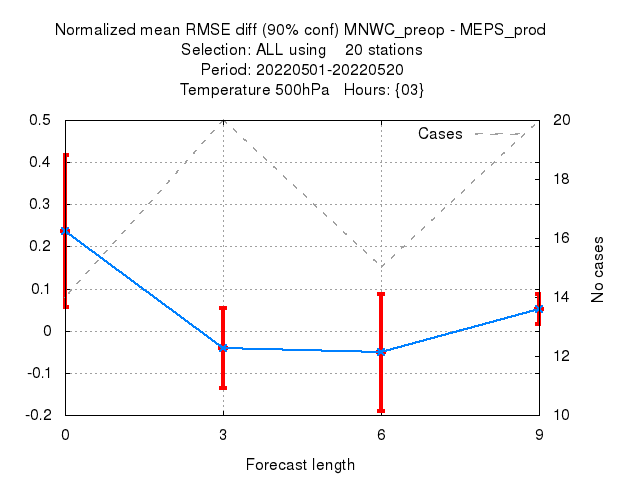 Normalized mean RMSE diff (90% conf) MNWC_preop - MEPS_prod
Selection: ALL using    20 stations
Period: 20220501-20220520
Temperature 500hPa   Hours: {03}
Cases
0.5
0.4
0.3
0.2
0.1
0
-0.1
-0.2
20
18
16
14
12
10
No cases
0 3 6 9
Forecast length